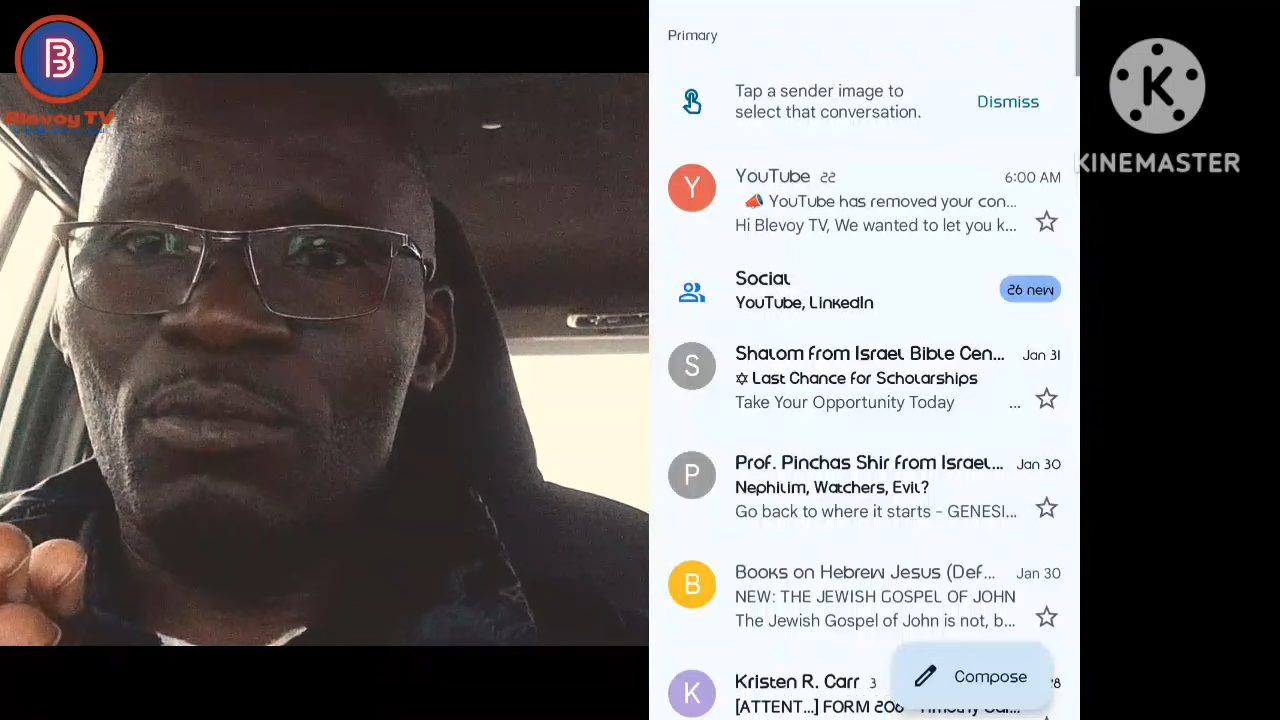 B
Blevoy TV
Primary
Tap a sender image to
select that conversation.
Dismiss
Y
YouTube 22
6:00 AM
📣 YouTube has removed your con...
Hi Blevoy TV, We wanted to let you k...
Social
26 new
YouTube, LinkedIn
S
Shalom from Israel Bible Cen...
Jan 31
✡ Last Chance for Scholarships
Take Your Opportunity Today ...
P
Prof. Pinchas Shir from Israel...
Jan 30
Nephilim, Watchers, Evil?
Go back to where it starts - GENESI...
B
Books on Hebrew Jesus (Def...
Jan 30
NEW: THE JEWISH GOSPEL OF JOHN
The Jewish Gospel of John is not, b...
K
Kristen R. Carr 3
[ATTENT...] FORM 206
Compose
K
KINEMASTER